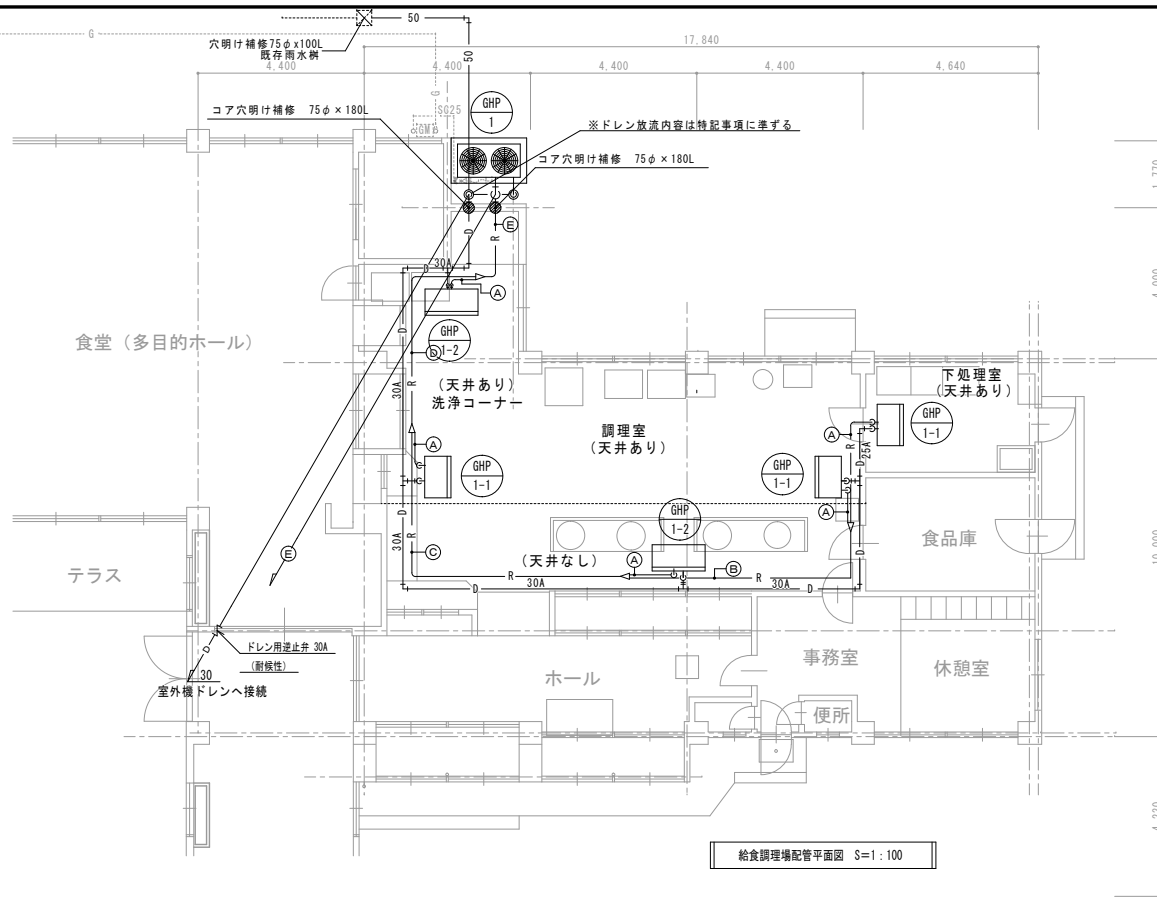 50
G
穴明け補修75φx100L
既存雨水桝
17,840
4,400
4,400
4,400
4,400
4,640
50
G
コア穴明け補修 75φ×180L
SG25
GM
GHP
1
※ドレン放流内容は特記事項に準ずる
コア穴明け補修 75φ×180L
E
D
R
D
30A
A
GHP
1-2
D
D
R
30A
食堂（多目的ホール）
(天井あり)
洗浄コーナー
調理室
(天井あり)
下処理室
(天井あり)
GHP
1-1
A
R
25A
D
A
GHP
1-1
GHP
1-1
A
GHP
1-2
D
R
30A
C
(天井なし)
A
B
R
R
D
30A
30A
D
D
食品庫
テラス
E
ドレン用逆止弁 30A
(耐候性)
D
30
室外機ドレンへ接続
ホール
事務室
休憩室
便所
給食調理場配管平面図 S=1：100